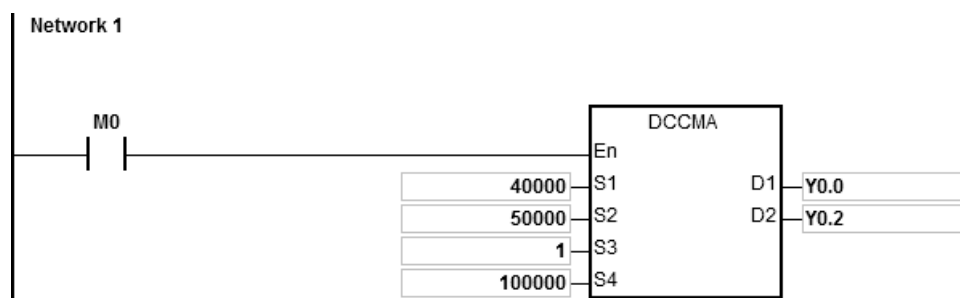 Network 1
M0
DCCMA
En
40000 S1 D1 Y0.0
50000 S2 D2 Y0.2
1 S3
100000 S4